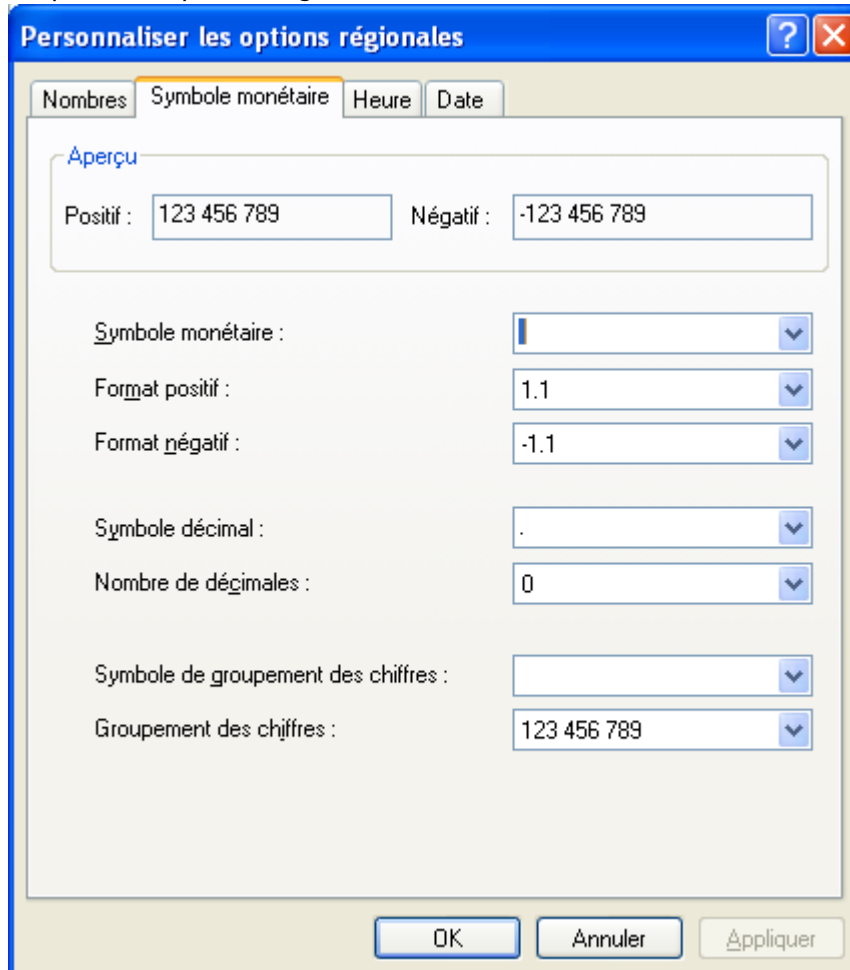 Personnaliser les options régionales
Nombres Symbole monétaire Heure Date
Aperçu
Positif : 123 456 789 Négatif : -123 456 789
Symbole monétaire :
Format positif : 1.1
Format négatif : -1.1
Symbole décimal : .
Nombre de décimales : 0
Symbole de groupement des chiffres :
Groupement des chiffres : 123 456 789
OK Annuler Appliquer